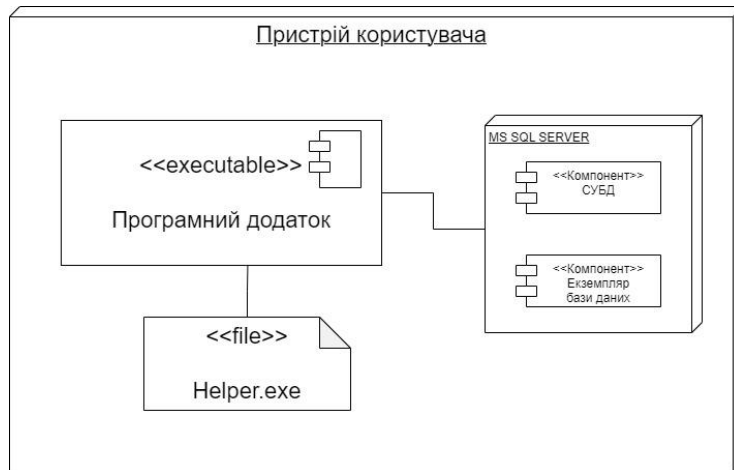 Пристрій користувача
<<executable>>
Програмний додаток
MS SQL SERVER
<<Компонент>>
СУБД
<<Компонент>>
Екземпляр
бази даних
<<file>>
Helper.exe